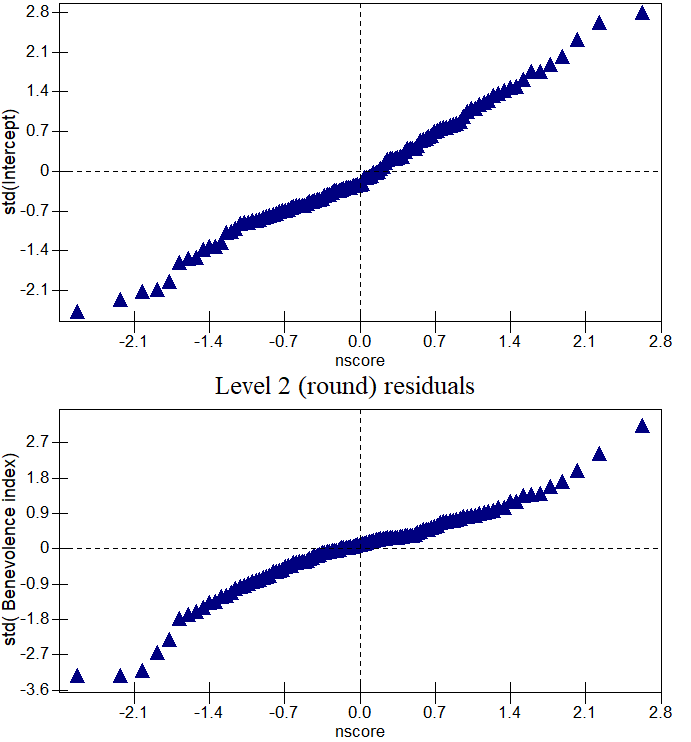 2.8
2.1
1.4
0.7
0
-0.7
-1.4
-2.1
std(Intercept)
-2.1 -1.4 -0.7 0.0 0.7 1.4 2.1 2.8
nscore
Level 2 (round) residuals
2.7
1.8
0.9
0
-0.9
-1.8
-2.7
-3.6
std( Benevolence index)
-2.1 -1.4 -0.7 0.0 0.7 1.4 2.1 2.8
nscore